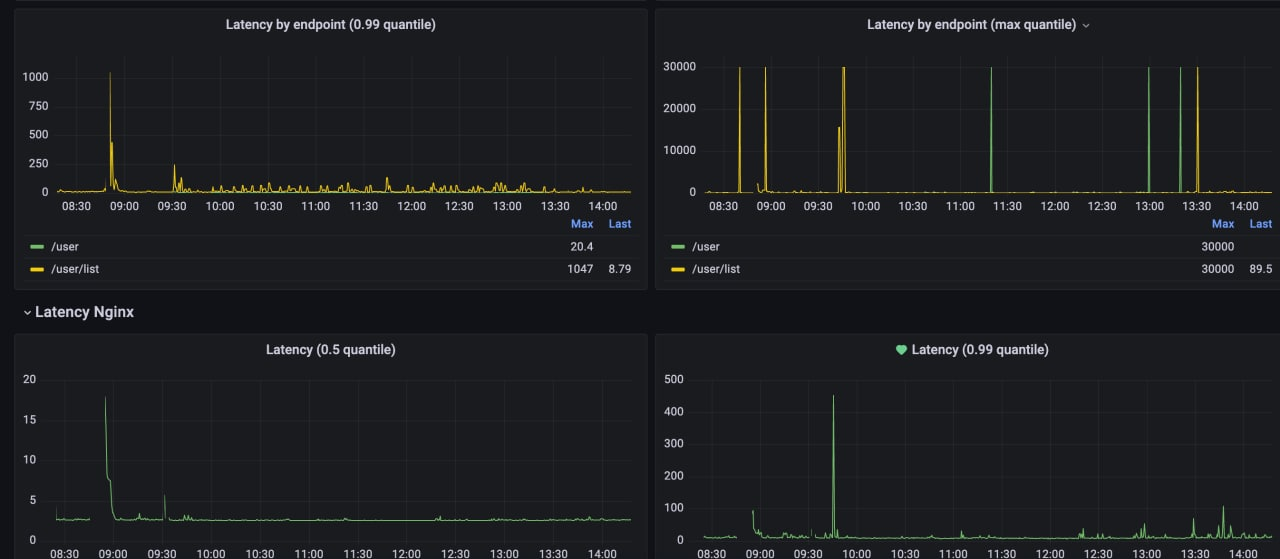 Latency by endpoint (0.99 quantile)
1000
750
500
250
0
08:30 09:00 09:30 10:00 10:30 11:00 11:30 12:00 12:30 13:00 13:30 14:00
Max Last
/user 20.4
/user/list 1047 8.79
Latency by endpoint (max quantile)
30000
20000
10000
0
08:30 09:00 09:30 10:00 10:30 11:00 11:30 12:00 12:30 13:00 13:30 14:00
Max Last
/user 30000
/user/list 30000 89.5
Latency Nginx
Latency (0.5 quantile)
20
15
10
5
0
08:30 09:00 09:30 10:00 10:30 11:00 11:30 12:00 12:30 13:00 13:30 14:00
Latency (0.99 quantile)
500
400
300
200
100
0
08:30 09:00 09:30 10:00 10:30 11:00 11:30 12:00 12:30 13:00 13:30 14:00